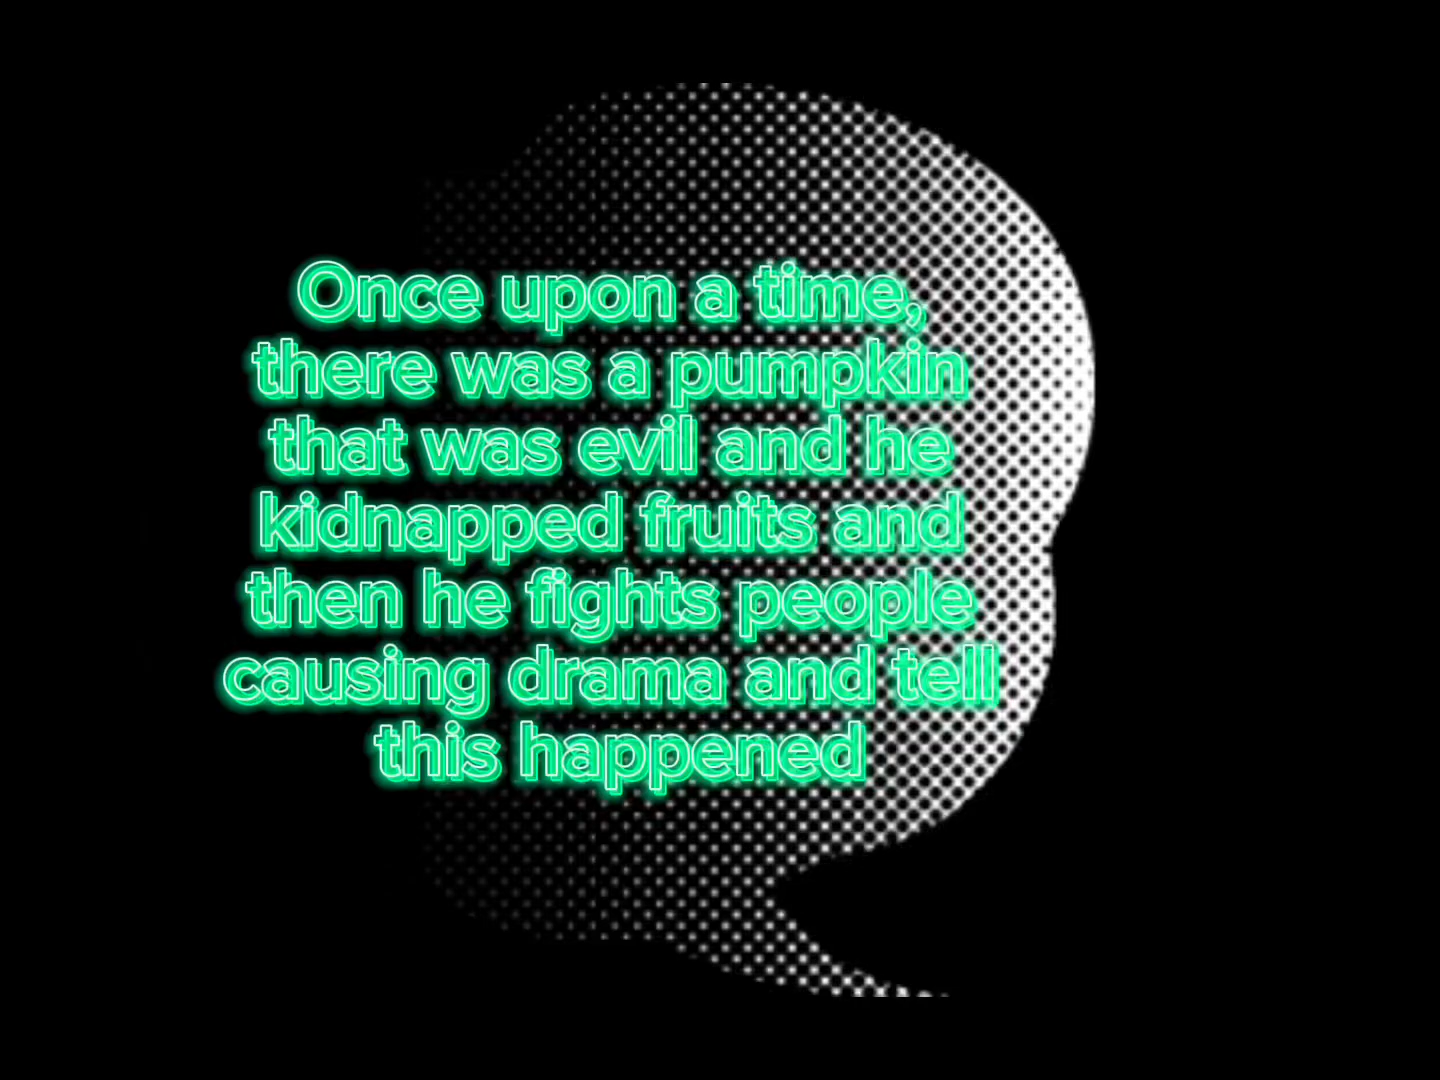 Once upon a time,
there was a pumpkin
that was evil and he
kidnapped fruits and
then he fights people
causing drama and tell
this happened